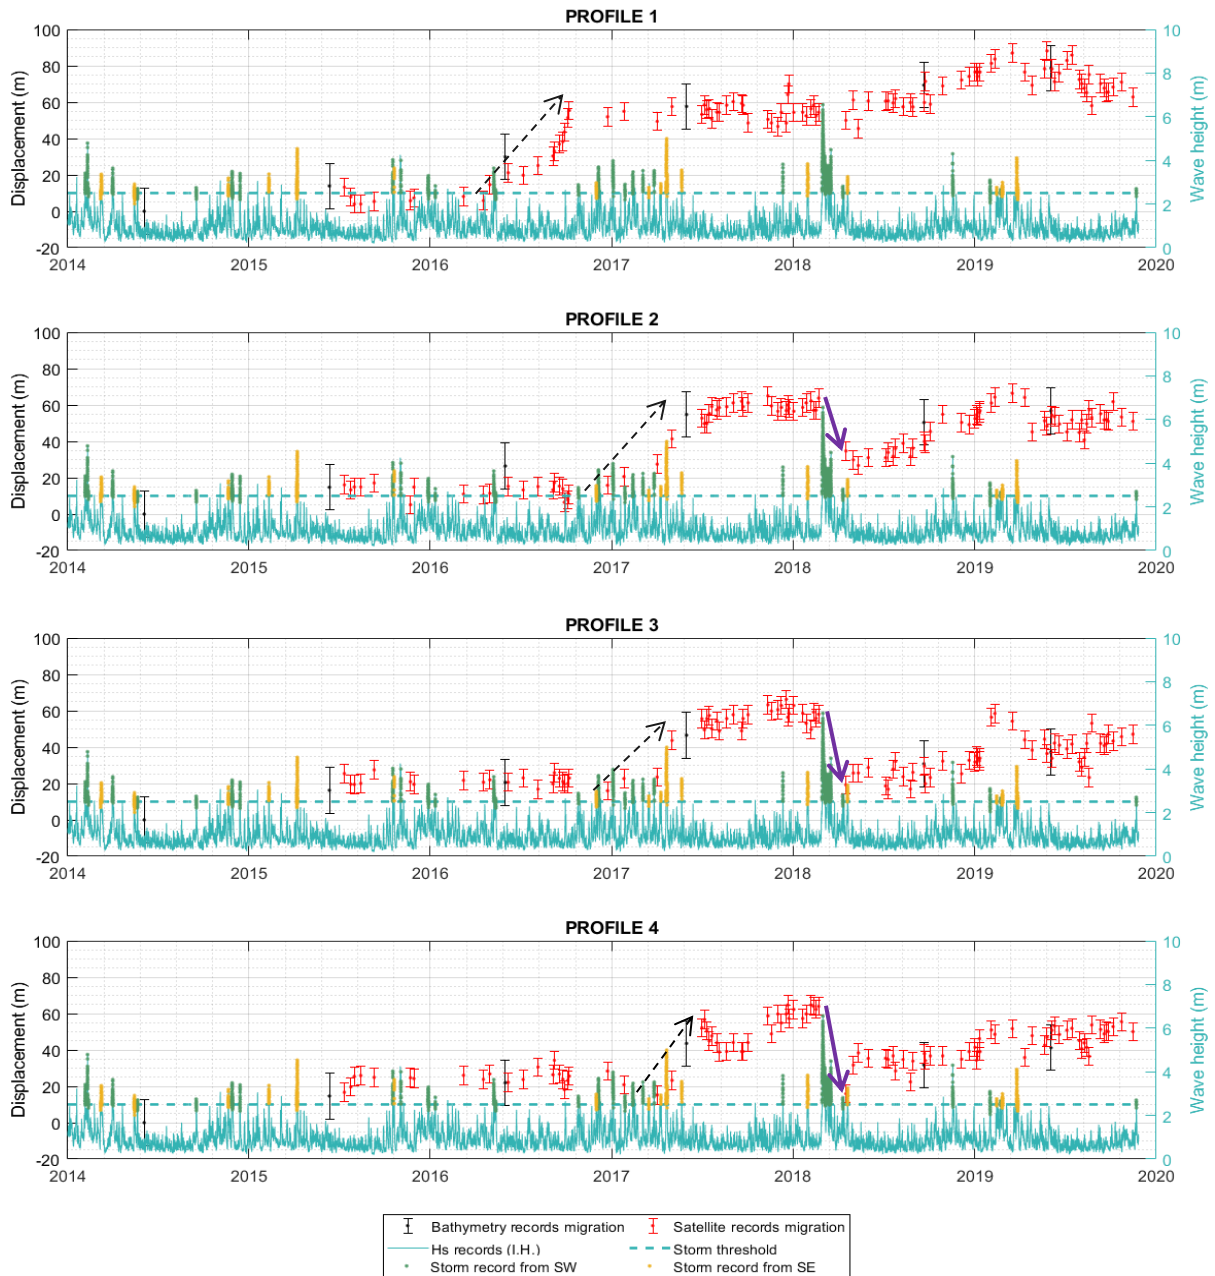 PROFILE 1
Displacement (m)
100
80
60
40
20
0
-20
10
8
6
4
2
0
Wave height (m)
2014 2015 2016 2017 2018 2019 2020
PROFILE 2
Displacement (m)
100
80
60
40
20
0
-20
10
8
6
4
2
0
Wave height (m)
2014 2015 2016 2017 2018 2019 2020
PROFILE 3
Displacement (m)
100
80
60
40
20
0
-20
10
8
6
4
2
0
Wave height (m)
2014 2015 2016 2017 2018 2019 2020
PROFILE 4
Displacement (m)
100
80
60
40
20
0
-20
10
8
6
4
2
0
Wave height (m)
2014 2015 2016 2017 2018 2019 2020
Bathymetry records migration Satellite records migration
Hs records (I.H.) Storm threshold
Storm record from SW Storm record from SE